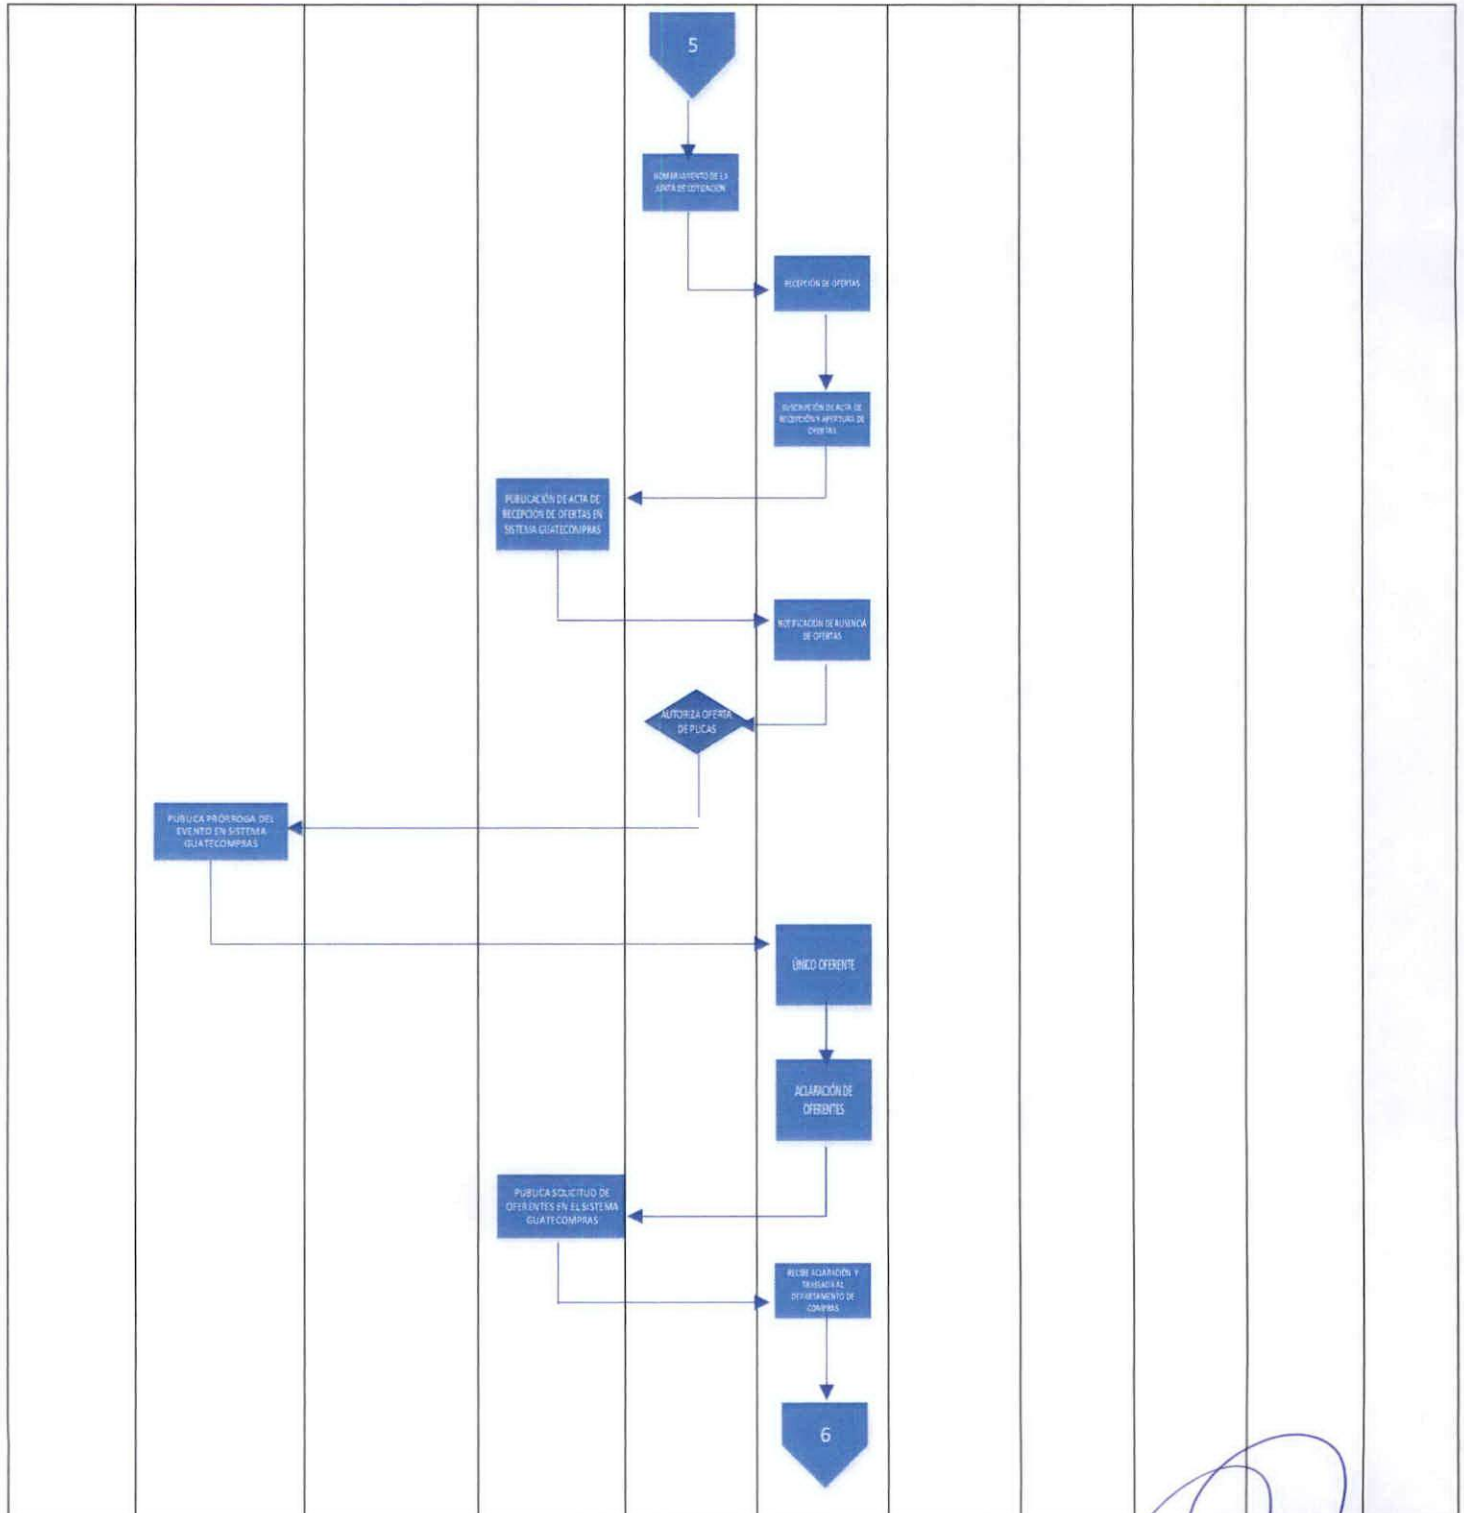 5
NOMBRAMIENTO DE LA
JUNTA DE COTIZACIÓN
RECEPCIÓN DE OFERTAS
SUSCRIPCIÓN DE ACTA DE
RECEPCIÓN Y APERTURA DE
OFERTAS
PUBLICACIÓN DE ACTA DE
RECEPCIÓN DE OFERTAS EN
SISTEMA GUATECOMPRAS
NOTIFICACIÓN DE AUSENCIA
DE OFERTAS
AUTORIZA OFERTA
DE PLICAS
PUBLICA PRÓRROGA DEL
EVENTO EN SISTEMA
GUATECOMPRAS
ÚNICO OFERENTE
ACLARACIÓN DE
OFERENTES
PUBLICA SOLICITUD DE
OFERENTES EN EL SISTEMA
GUATECOMPRAS
RECIBE ACLARACIÓN Y
TRASLADA AL
DEPARTAMENTO DE
COMPRAS
6